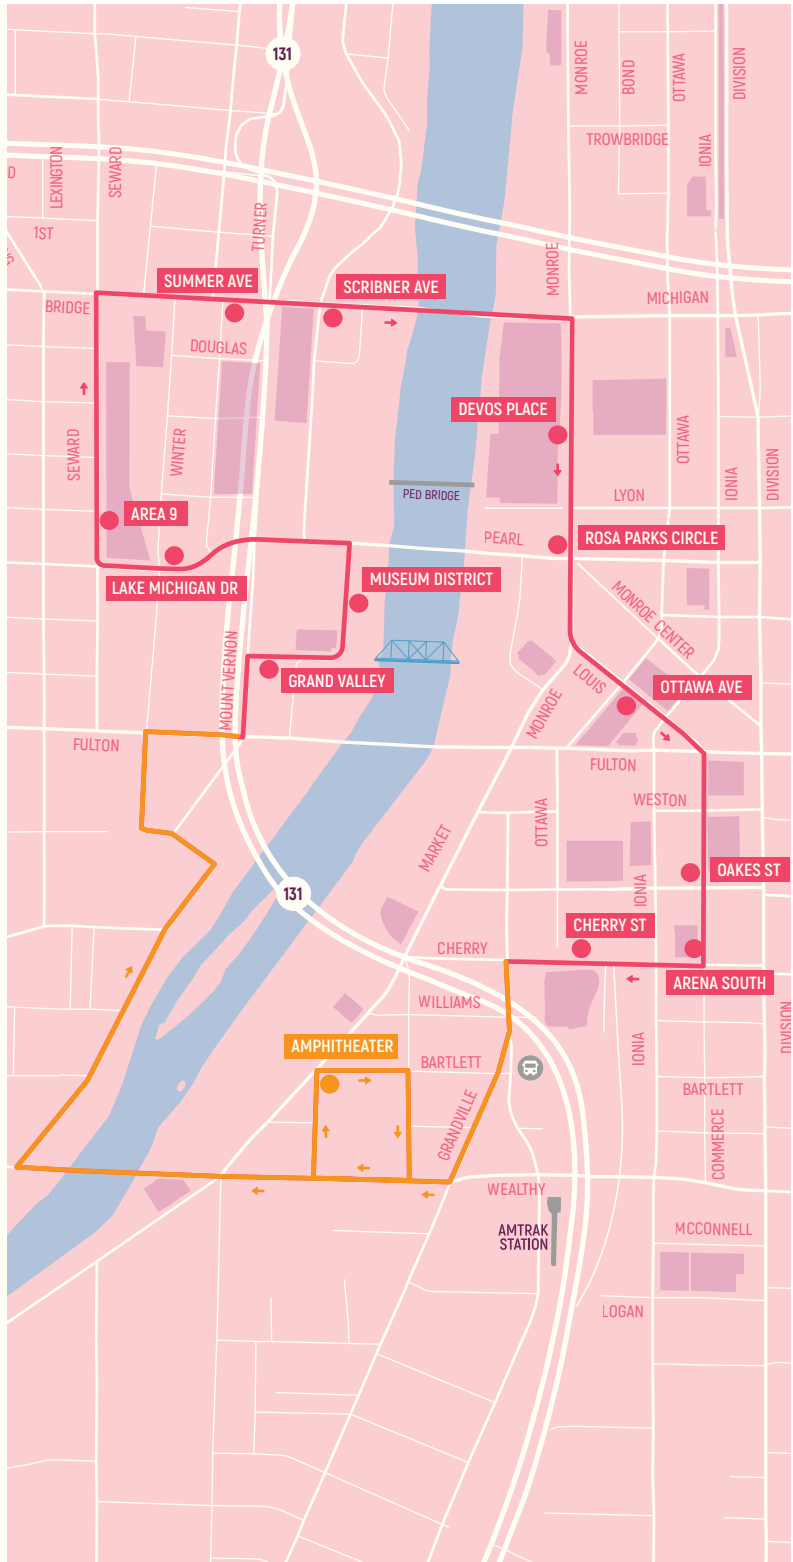 131
MONROE
BOND
OTTAWA
DIVISION
TROWBRIDGE
IONIA
D
LEXINGTON
SEWARD
TURNER
1ST
SUMMER AVE
SCRIBNER AVE
MONROE
MICHIGAN
BRIDGE
DOUGLAS
DEVOS PLACE
SEWARD
WINTER
OTTAWA
IONIA
DIVISION
PED BRIDGE
LYON
AREA 9
PEARL
ROSA PARKS CIRCLE
LAKE MICHIGAN DR
MUSEUM DISTRICT
MONROE CENTER
MOUNT VERNON
GRAND VALLEY
LOUIS
OTTAWA AVE
MONROE
FULTON
FULTON
WESTON
OTTAWA
MARKET
OAKES ST
131
IONIA
CHERRY ST
CHERRY
ARENA SOUTH
WILLIAMS
DIVISION
AMPHITHEATER
IONIA
BARTLETT
BARTLETT
GRANDVILLE
COMMERCE
WEALTHY
AMTRAK
STATION
MCCONNELL
LOGAN